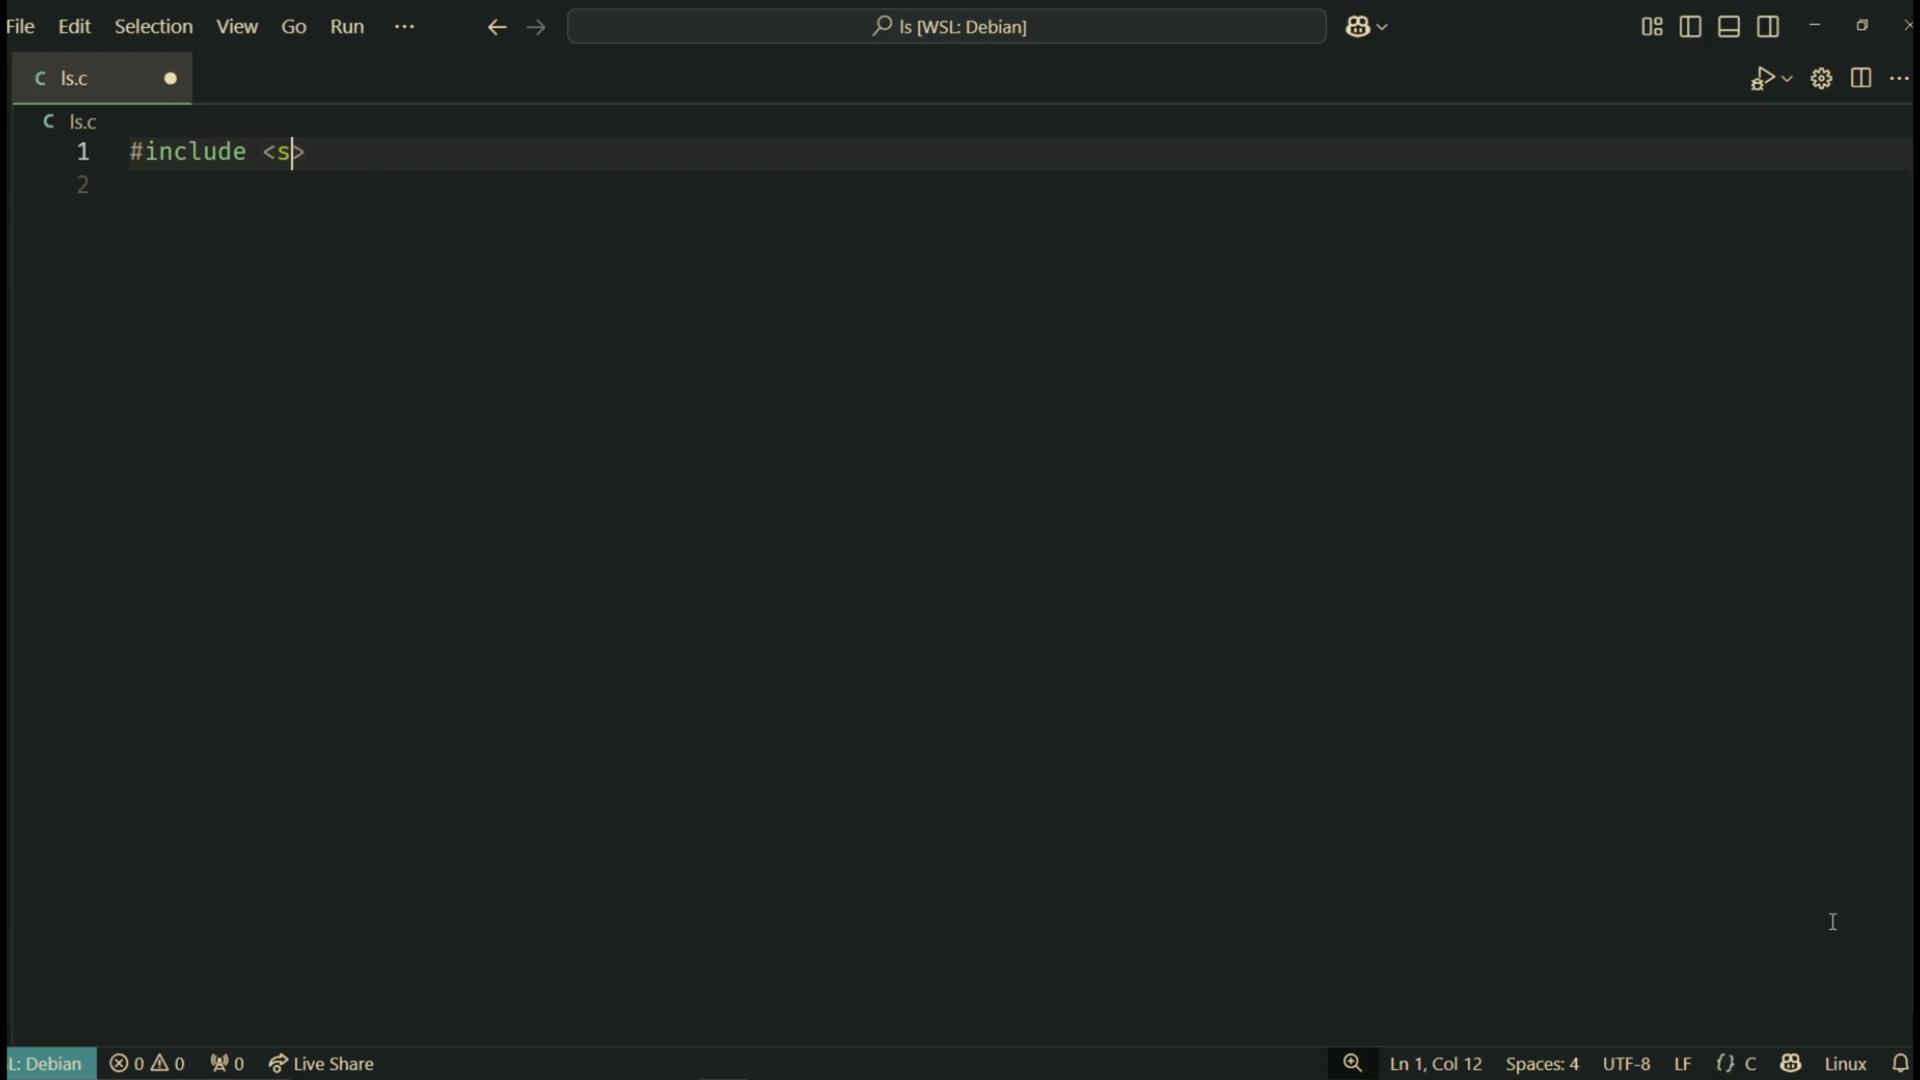 File Edit Selection View Go Run ···
ls [WSL: Debian]
C ls.c
C ls.c
1 #include <s>
2
L: Debian 0 0 0 Live Share Ln 1, Col 12 Spaces: 4 UTF-8 LF {} C Linux